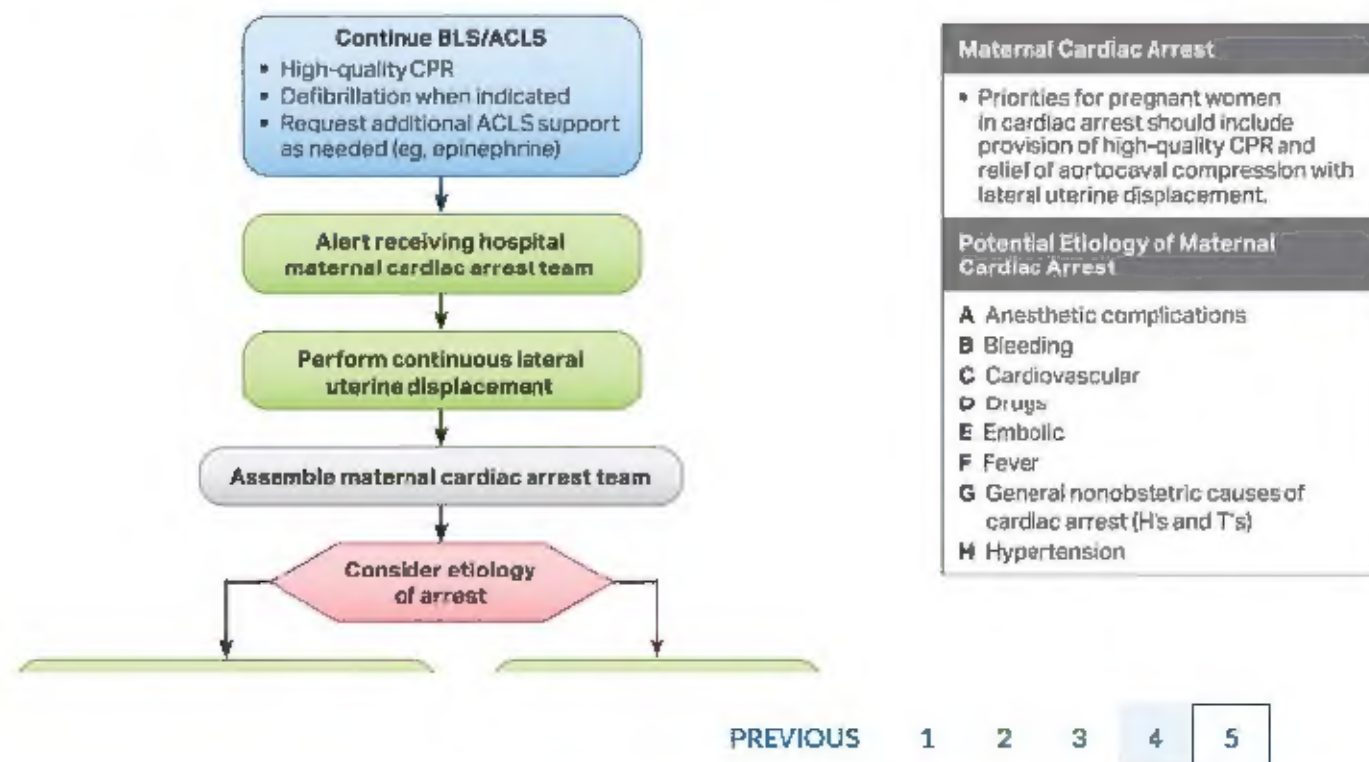 Continue BLS/ACLS
• High-quality CPR
• Defibrillation when indicated
• Request additional ACLS support
as needed (eg, epinephrine)
Alert receiving hospital
maternal cardiac arrest team
Perform continuous lateral
uterine displacement
Assemble maternal cardiac arrest team
Consider etiology
of arrest
Maternal Cardiac Arrest
• Priorities for pregnant women
in cardiac arrest should include
provision of high-quality CPR and
relief of aortocaval compression with
lateral uterine displacement.
Potential Etiology of Maternal
Cardiac Arrest
A Anesthetic complications
B Bleeding
C Cardiovascular
D Drugs
E Embolic
F Fever
G General nonobstetric causes of
cardiac arrest (H's and T's)
H Hypertension
PREVIOUS 1 2 3 4 5